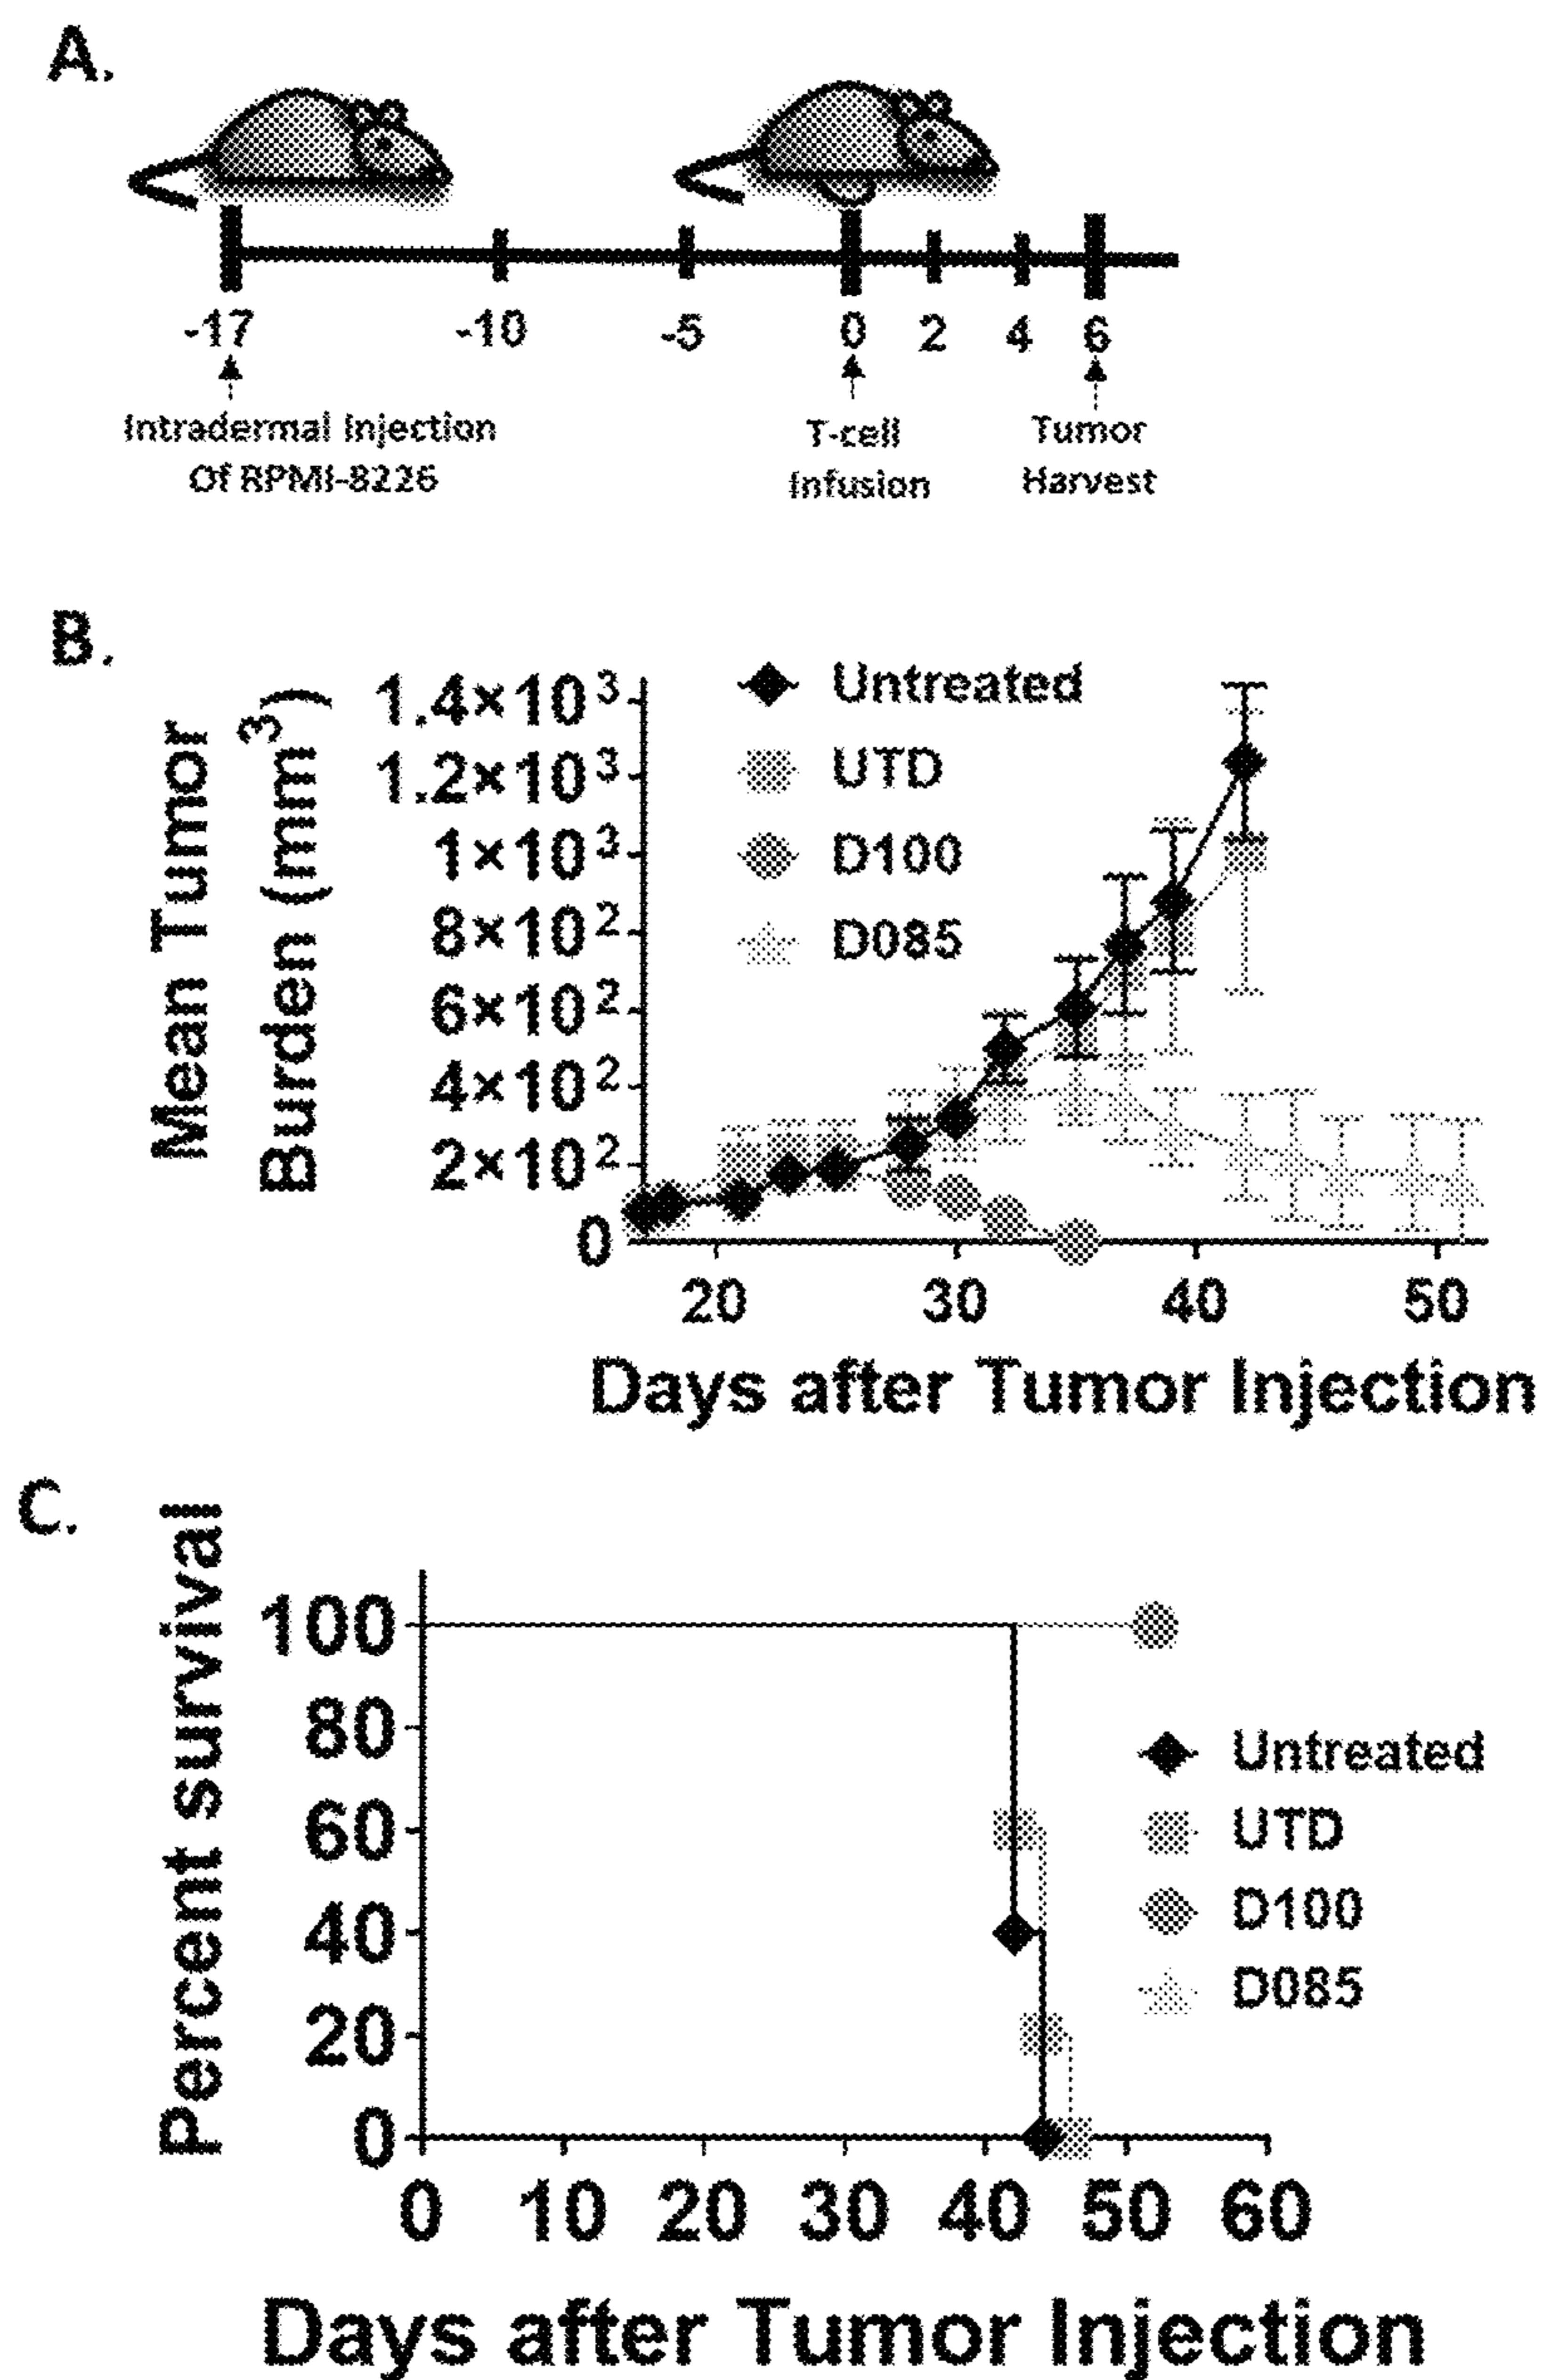 A.
-17 -10 -5 0 2 4 6
Intradermal Injection
Of RPMI-8226
T-cell
Infusion
Tumor
Harvest
B.
Mean Tumor
Burden (mm³)
1.4×10³
1.2×10³
1×10³
8×10²
6×10²
4×10²
2×10²
0
Untreated
UTD
D100
D085
20 30 40 50
Days after Tumor Injection
C.
Percent survival
100
80
60
40
20
0
Untreated
UTD
D100
D085
0 10 20 30 40 50 60
Days after Tumor Injection